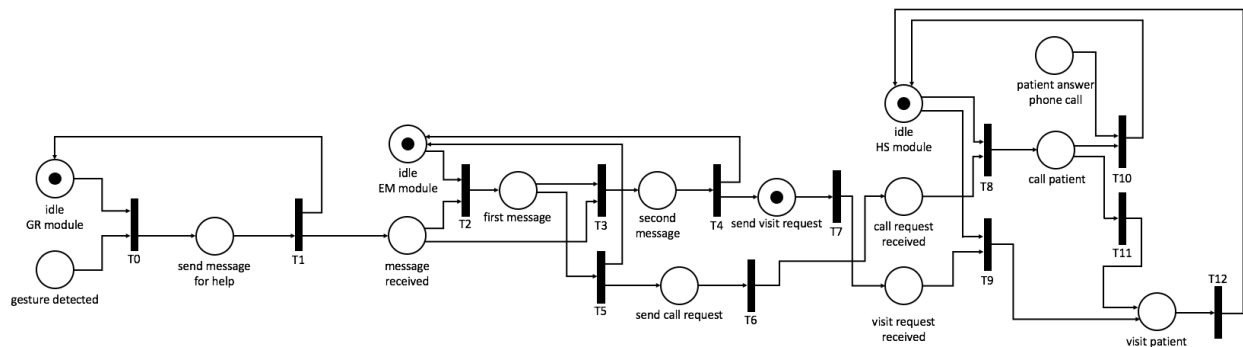 idle
GR module
gesture detected
T0
send message
for help
T1
idle
EM module
message
received
T2
first message
T3
T5
second
message
T4
send visit request
T7
send call request
T6
idle
HS module
call request
received
visit request
received
T8
T9
patient answer
phone call
call patient
T10
T11
visit patient
T12